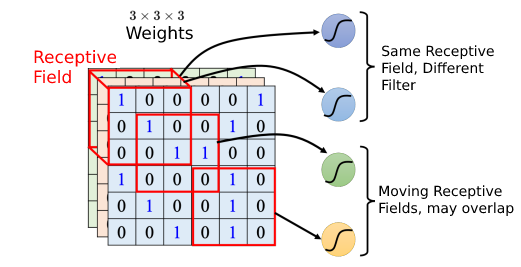 3 × 3 × 3
Weights
Receptive
Field
1 0 0 0 0 1
0 1 0 0 1 0
0 0 1 1 0 0
1 0 0 0 1 0
0 1 0 0 1 0
0 0 1 0 1 0
Same Receptive
Field, Different
Filter
Moving Receptive
Fields, may overlap